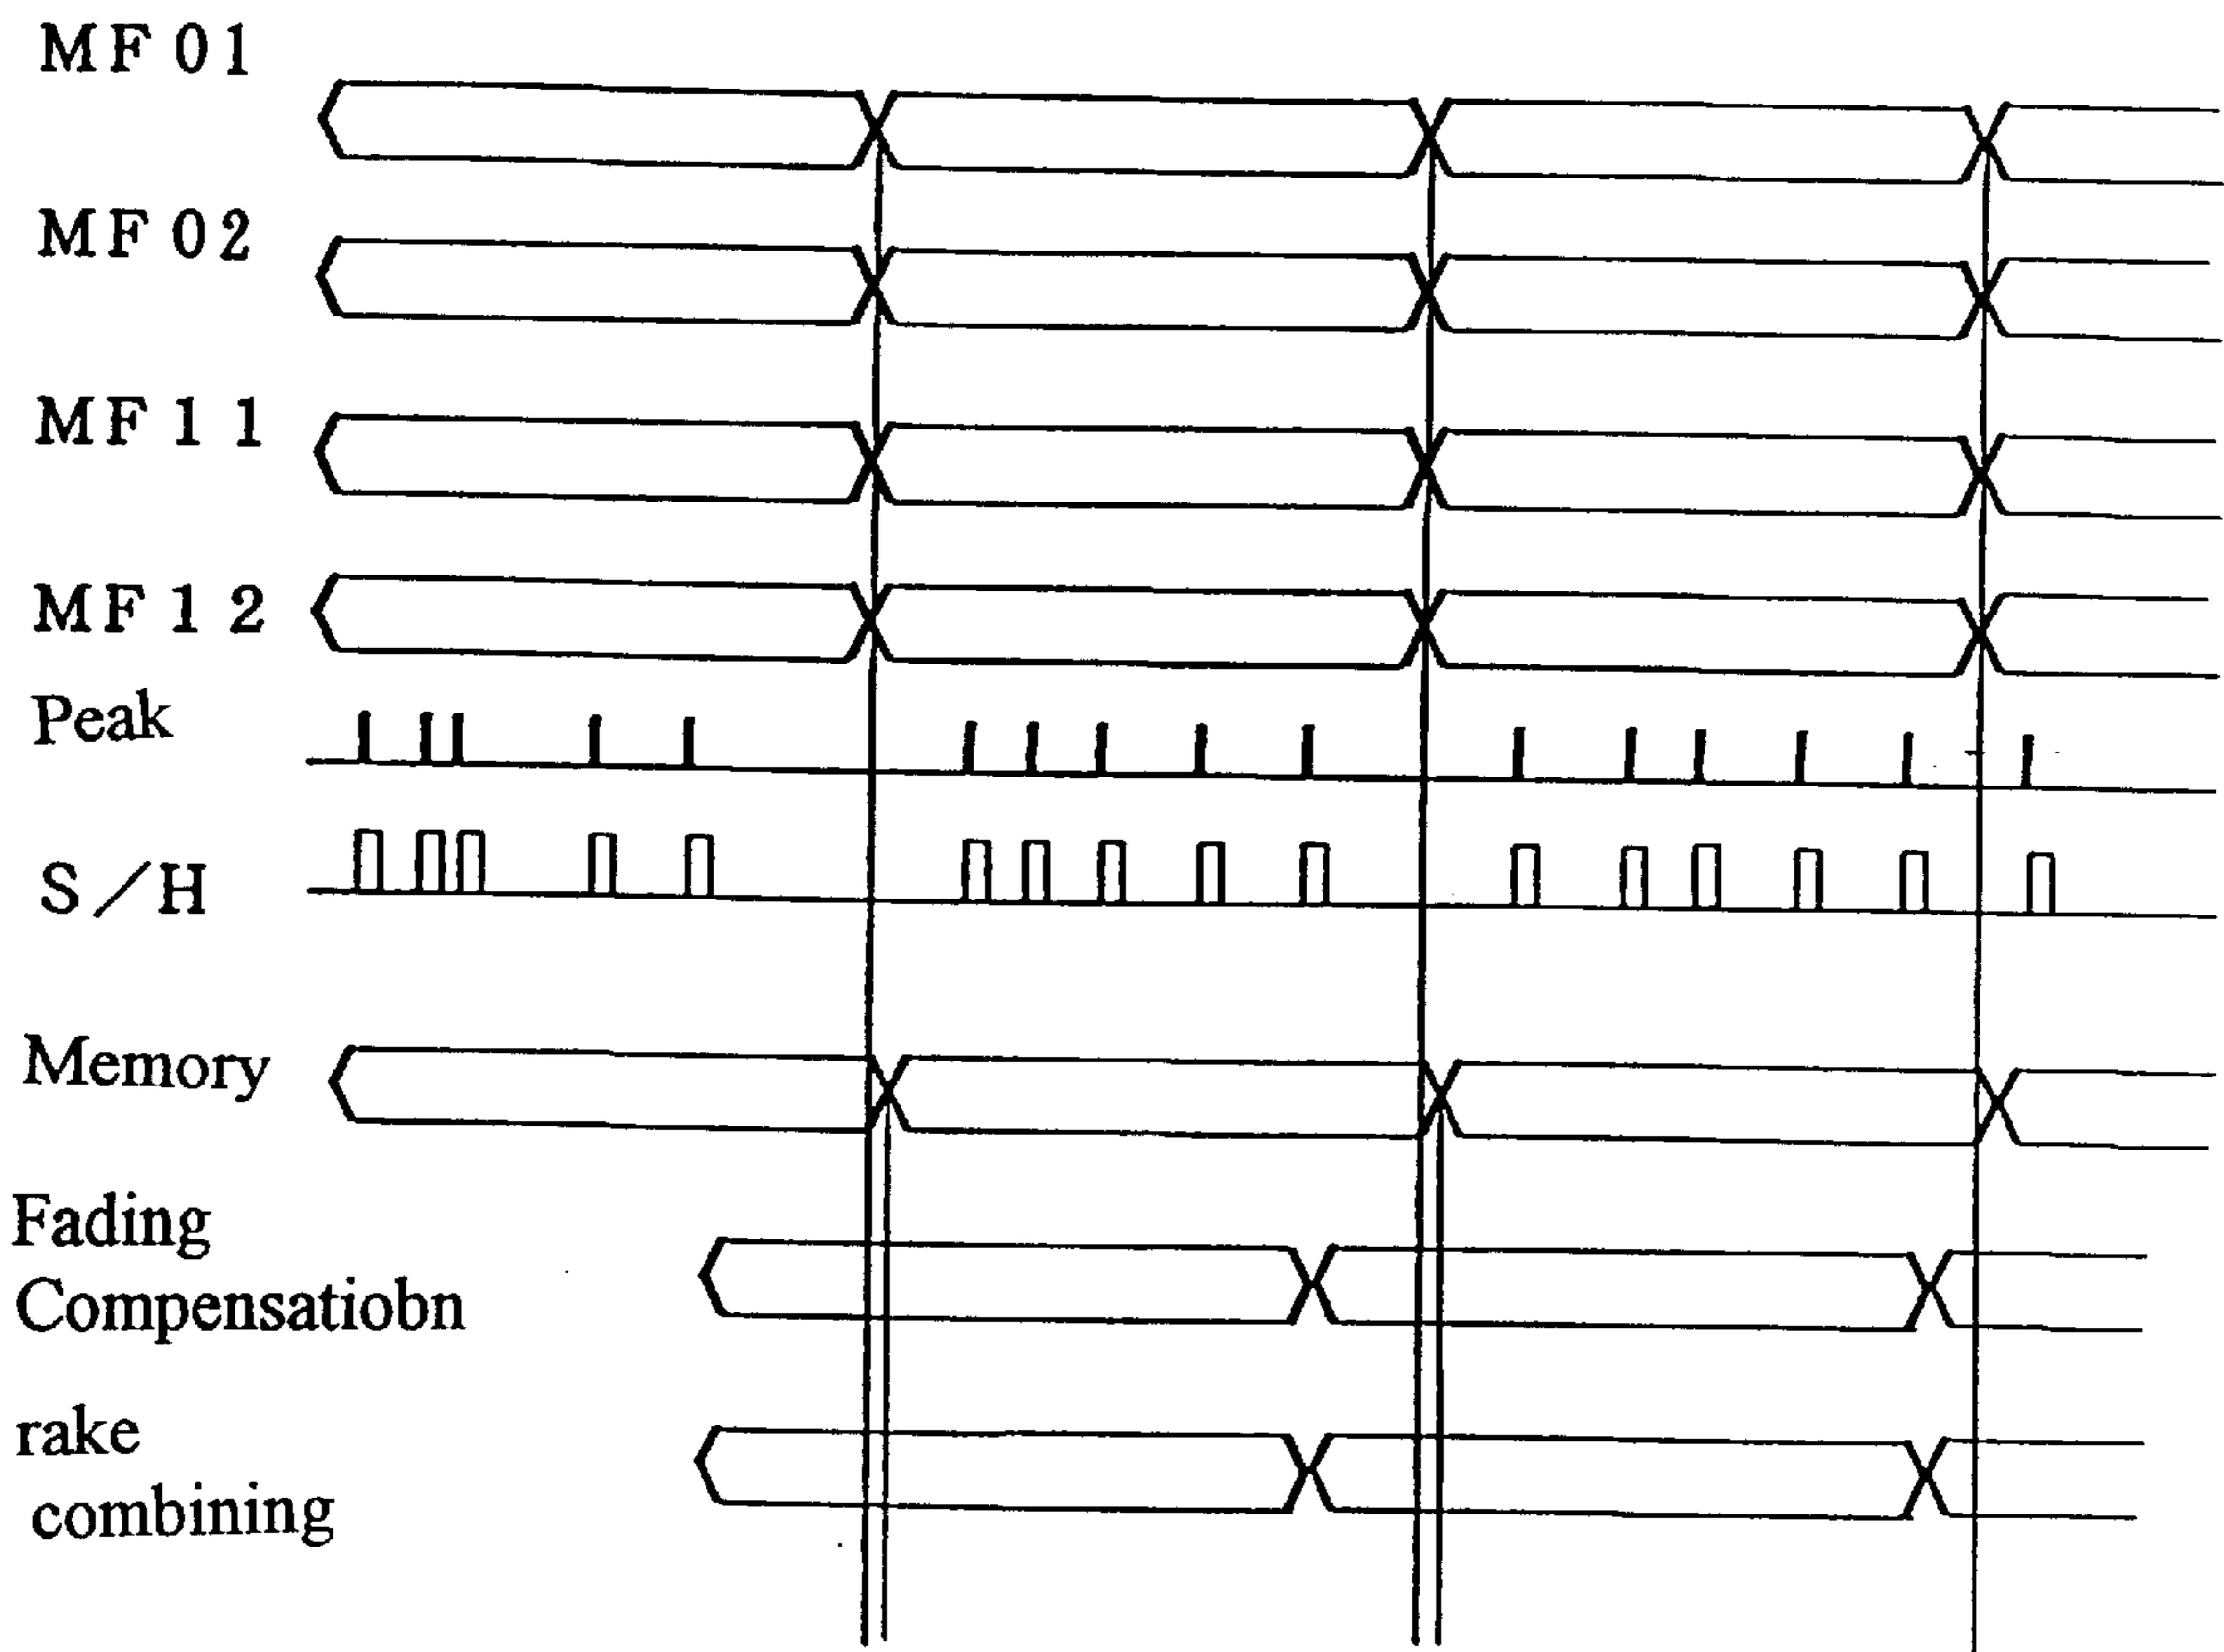 MF01
MF02
MF11
MF12
Peak
S/H
Memory
Fading
Compensatiobn
rake
combining